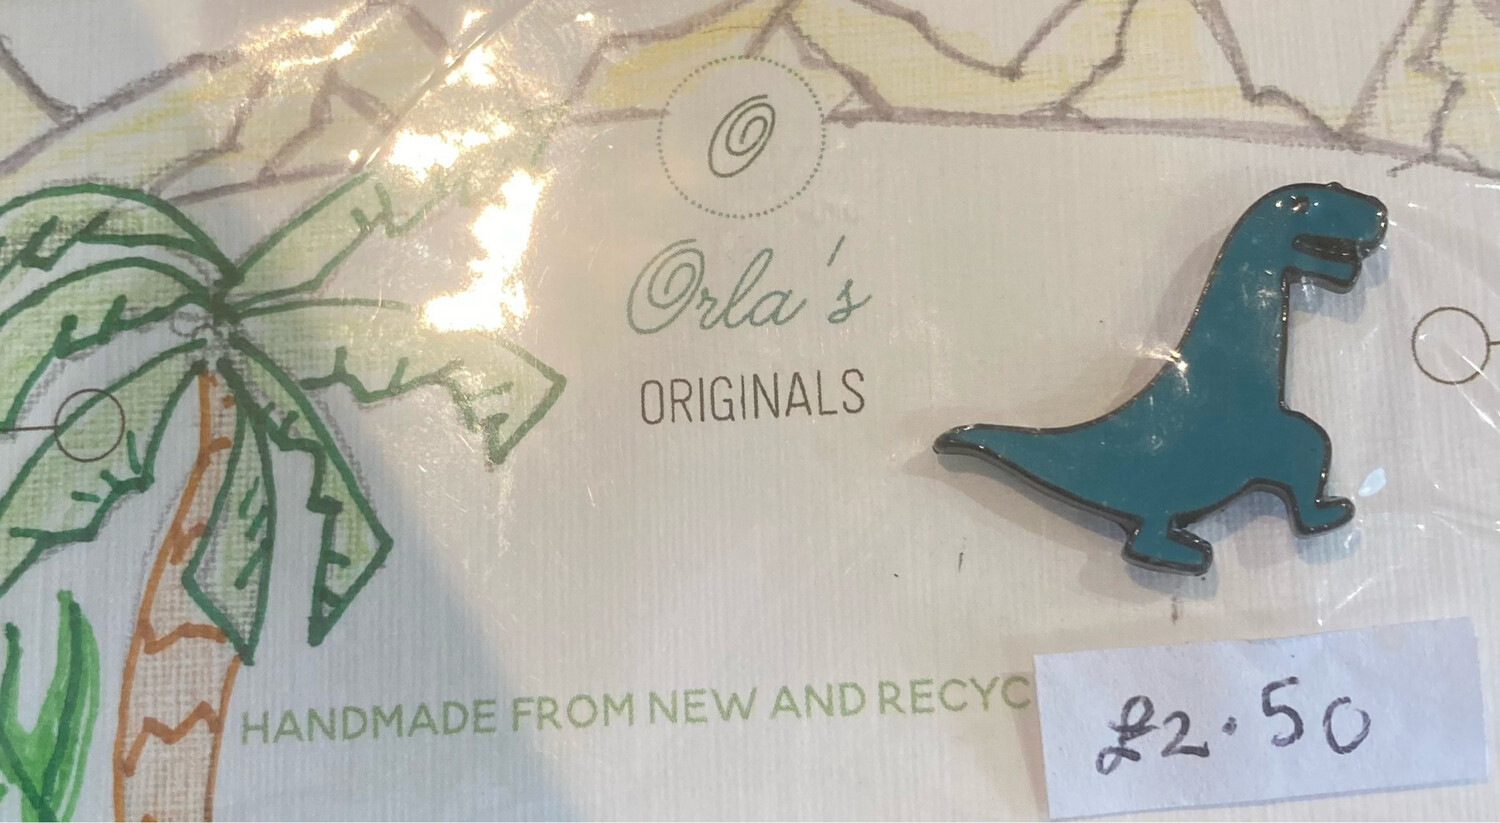 O
Orla's
ORIGINALS
HANDMADE FROM NEW AND RECYC
£2.50